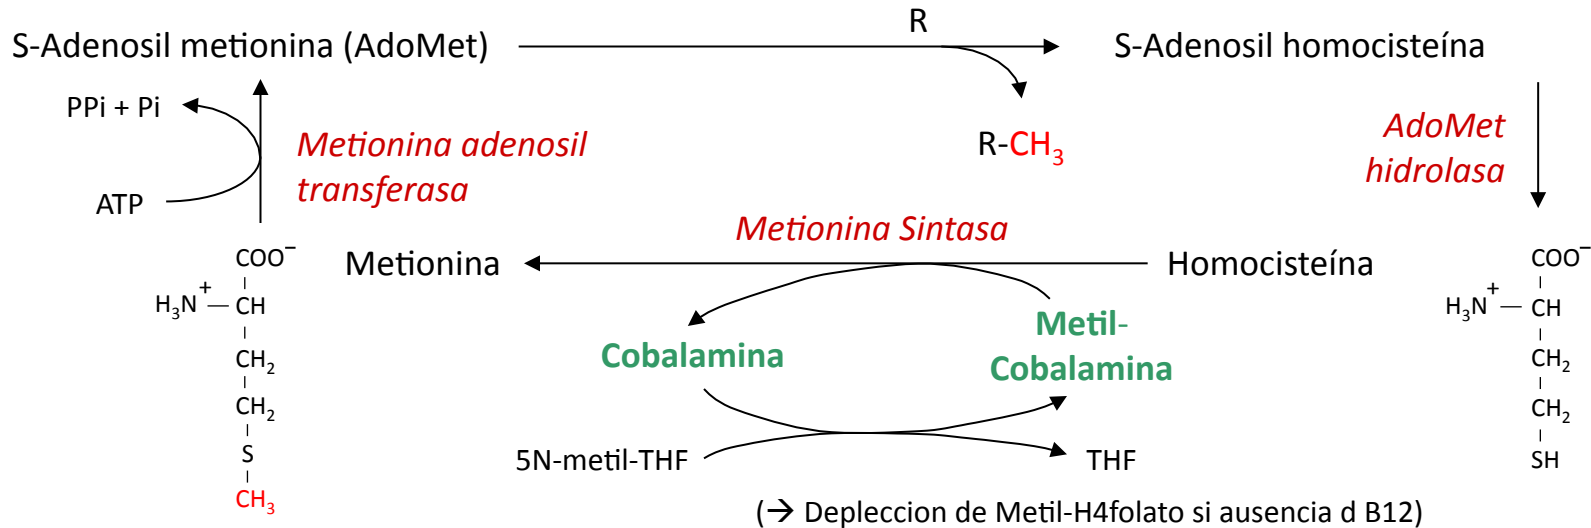 R
S-Adenosil metionina (AdoMet)
S-Adenosil homocisteína
PPi + Pi
Metionina adenosil
transferasa
ATP
R-CH3
AdoMet
hidrolasa
Metionina Sintasa
Metionina
Homocisteína
COO−
H3N+ — CH
CH2
CH2
S
CH3
Cobalamina
Metil-
Cobalamina
5N-metil-THF
THF
COO−
H3N+ — CH
CH2
CH2
SH
(→ Depleccion de Metil-H4folato si ausencia d B12)